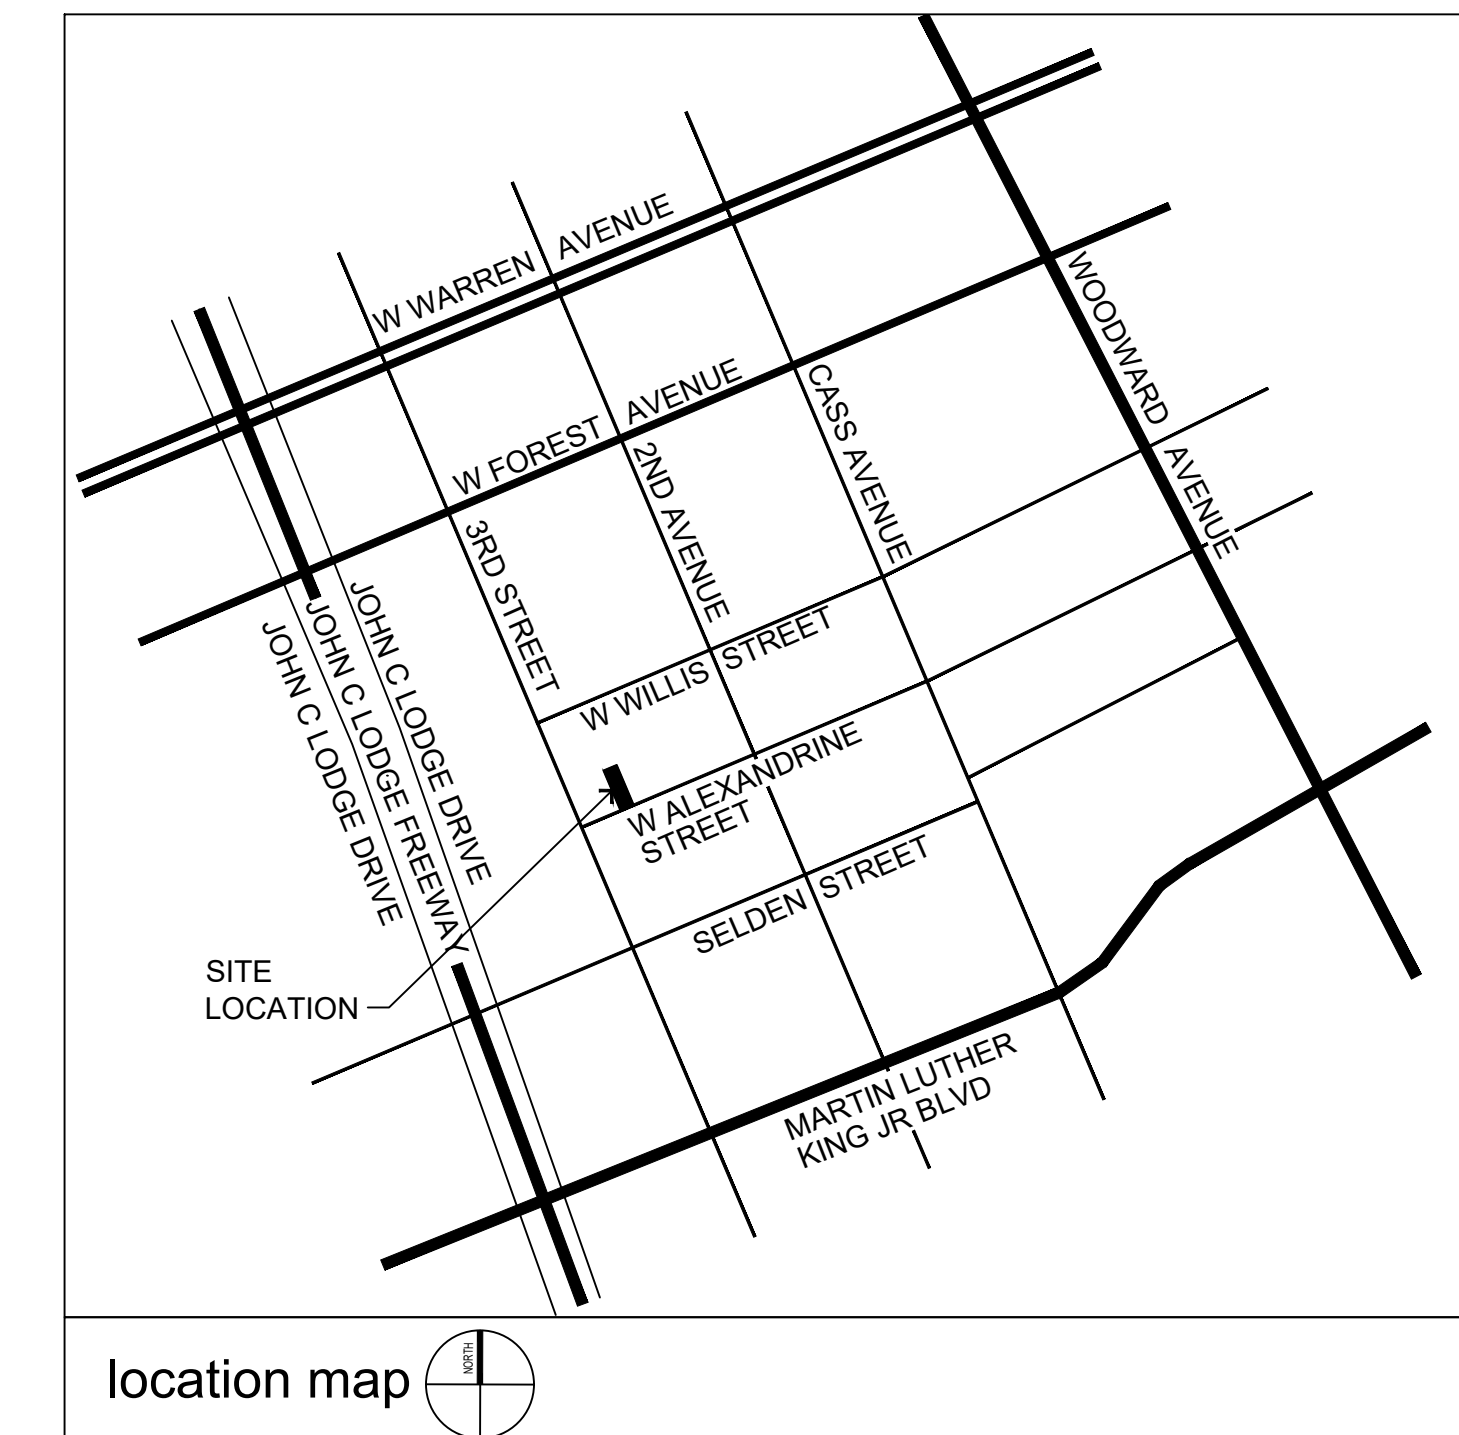 W WARREN AVENUE
W FOREST AVENUE
WOODWARD AVENUE
CASS AVENUE
2ND AVENUE
3RD STREET
JOHN C LODGE DRIVE
JOHN C LODGE FREEWAY
JOHN C LODGE DRIVE
W WILLIS STREET
W ALEXANDRINE
STREET
SELDEN STREET
SITE
LOCATION
MARTIN LUTHER
KING JR BLVD
location map
NORTH